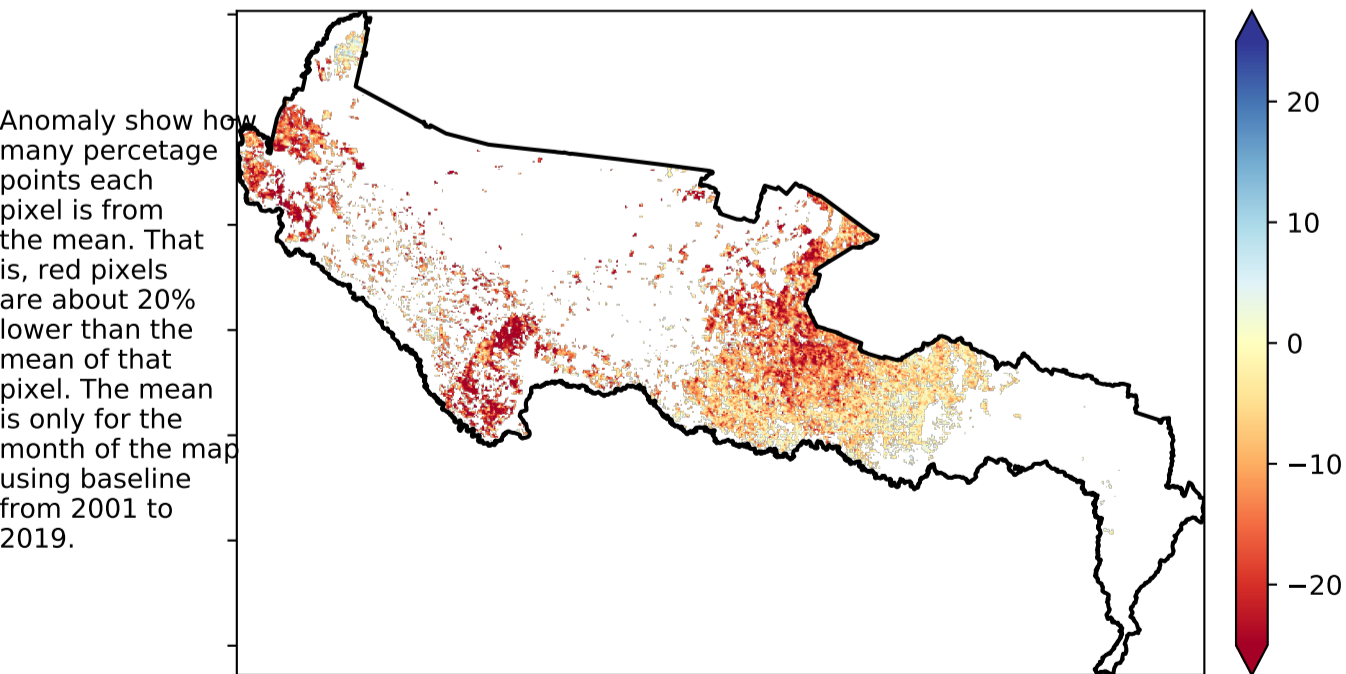 Anomaly show how
many percetage
points each
pixel is from
the mean. That
is, red pixels
are about 20%
lower than the
mean of that
pixel. The mean
is only for the
month of the map
using baseline
from 2001 to
2019.
20
10
0
−10
−20